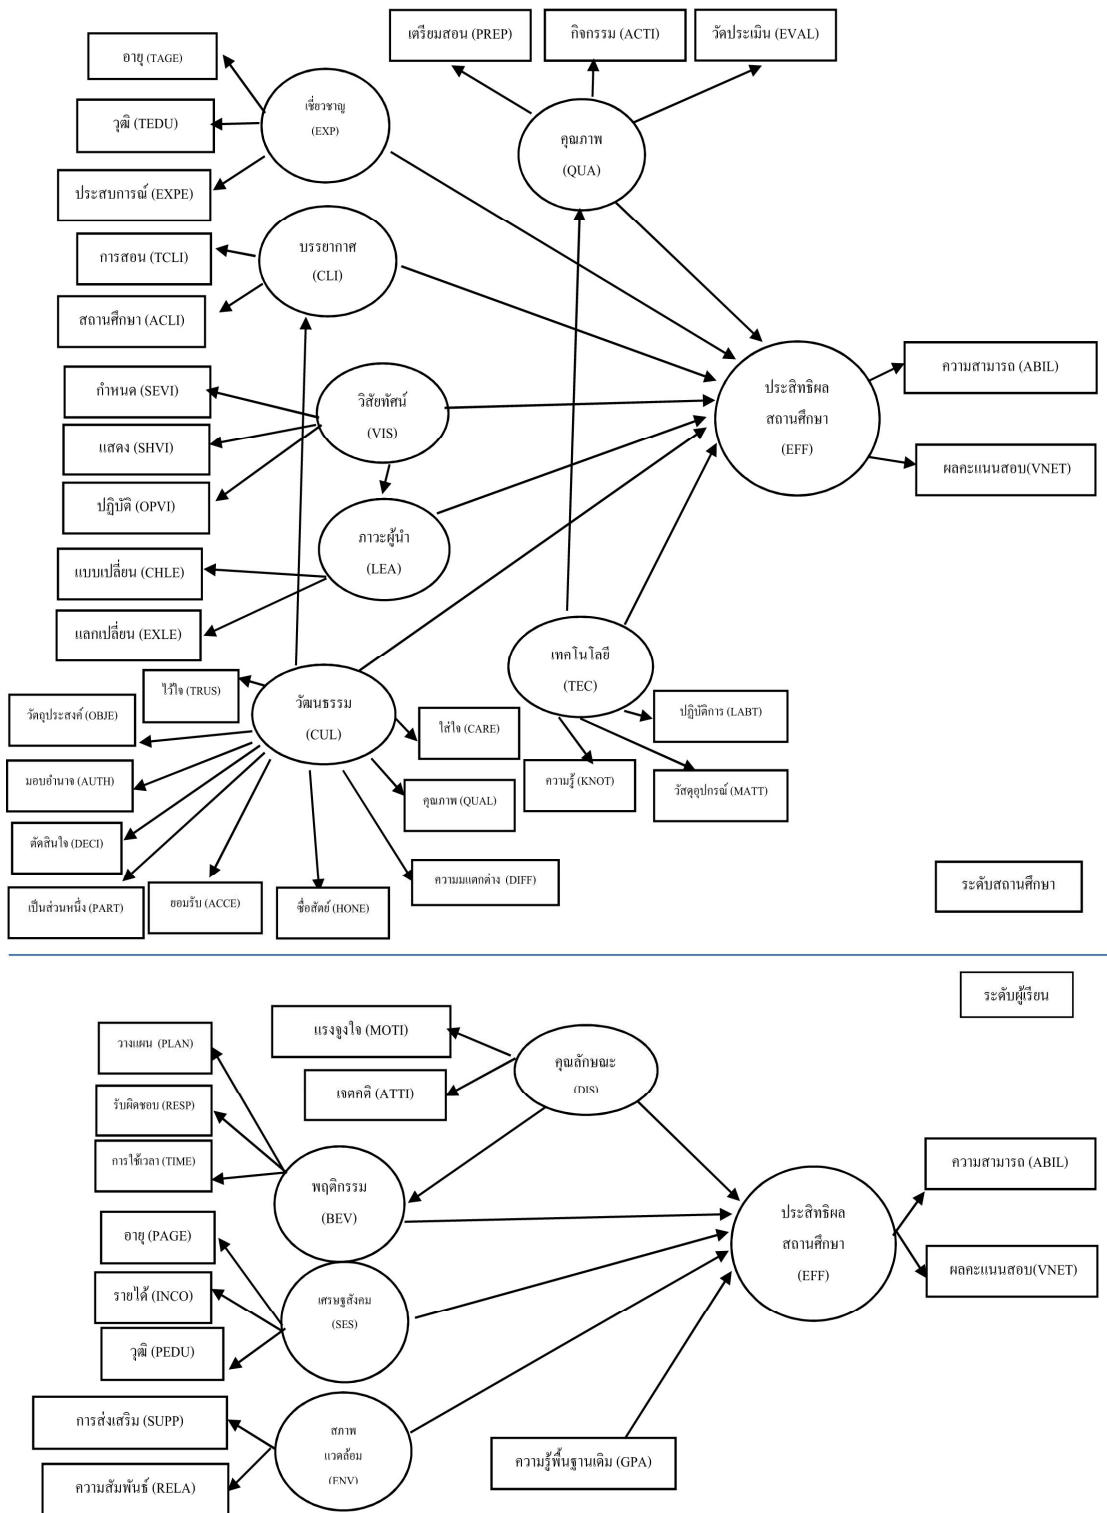 เตรียมสอน (PREP)
กิจกรรม (ACTI)
วัดประเมิน (EVAL)
อายุ (TAGE)
เชี่ยวชาญ
(EXP)
วุฒิ (TEDU)
คุณภาพ
(QUA)
ประสบการณ์ (EXPE)
การสอน (TCLI)
บรรยากาศ
(CLI)
สถานศึกษา (ACLI)
กำหนด (SEVI)
วิสัยทัศน์
(VIS)
ประสิทธิผล
สถานศึกษา
(EFF)
ความสามารถ (ABIL)
แสดง (SHVI)
ผลคะแนนสอบ(VNET)
ปฏิบัติ (OPVI)
ภาวะผู้นำ
(LEA)
แบบเปลี่ยน (CHLE)
แลกเปลี่ยน (EXLE)
เทคโนโลยี
(TEC)
ไว้ใจ (TRUS)
วัฒนธรรม
(CUL)
วัตถุประสงค์ (OBJE)
ใส่ใจ (CARE)
ปฏิบัติการ (LABT)
มอบอำนาจ (AUTH)
คุณภาพ (QUAL)
ความรู้ (KNOT)
วัสดุอุปกรณ์ (MATT)
ตัดสินใจ (DECI)
ความมแตกต่าง (DIFF)
เป็นส่วนหนึ่ง (PART)
ยอมรับ (ACCE)
ซื่อสัตย์ (HONE)
ระดับสถานศึกษา
ระดับผู้เรียน
แรงจูงใจ (MOTI)
วางแผน (PLAN)
คุณลักษณะ
(DIS)
เจตคติ (ATTI)
รับผิดชอบ (RESP)
การใช้เวลา (TIME)
พฤติกรรม
(BEV)
ความสามารถ (ABIL)
ประสิทธิผล
สถานศึกษา
(EFF)
อายุ (PAGE)
ผลคะแนนสอบ(VNET)
รายได้ (INCO)
เศรษฐสังคม
(SES)
วุฒิ (PEDU)
การส่งเสริม (SUPP)
สภาพ
แวดล้อม
(ENV)
ความรู้พื้นฐานเดิม (GPA)
ความสัมพันธ์ (RELA)